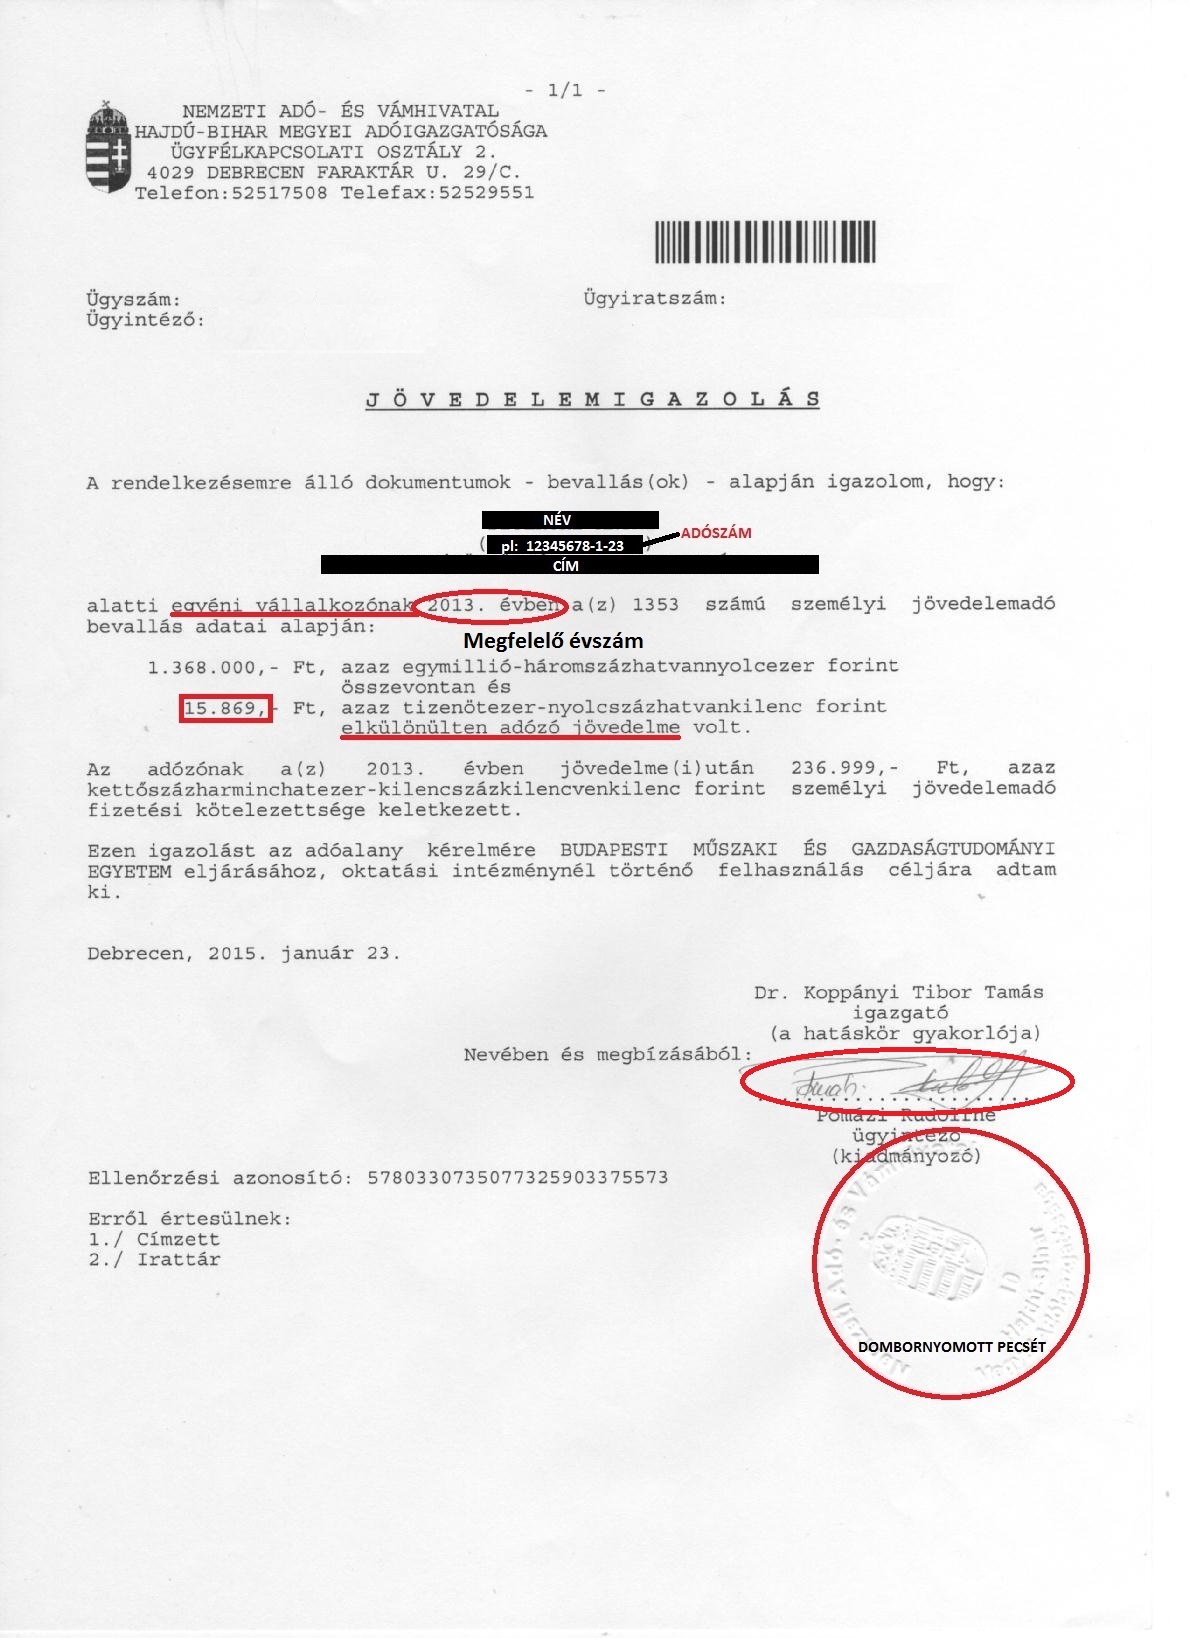 - 1/1 -
NEMZETI ADÓ- ÉS VÁMHIVATAL
HAJDÚ-BIHAR MEGYEI ADÓIGAZGATÓSÁGA
ÜGYFÉLKAPCSOLATI OSZTÁLY 2.
4029 DEBRECEN FARAKTÁR U. 29/C.
Telefon:52517508 Telefax:52529551
Ügyszám: Ügyiratszám:
Ügyintéző:
J Ö V E D E L E M I G A Z O L Á S
A rendelkezésemre álló dokumentumok - bevallás(ok) - alapján igazolom, hogy:
NÉV
( pl: 12345678-1-23 ) ADÓSZÁM
CÍM
alatti egyéni vállalkozónak 2013. évben a(z) 1353 számú személyi jövedelemadó
bevallás adatai alapján:
Megfelelő évszám
1.368.000,- Ft, azaz egymillió-háromszázhatvannyolcezer forint
összevontan és
15.869,- Ft, azaz tizenötezer-nyolcszázhatvankilenc forint
elkülönülten adózó jövedelme volt.
Az adózónak a(z) 2013. évben jövedelme(i)után 236.999,- Ft, azaz
kettőszázharminchatezer-kilencszázkilencvenkilenc forint személyi jövedelemadó
fizetési kötelezettsége keletkezett.
Ezen igazolást az adóalany kérelmére BUDAPESTI MŰSZAKI ÉS GAZDASÁGTUDOMÁNYI
EGYETEM eljárásához, oktatási intézménynél történő felhasználás céljára adtam
ki.
Debrecen, 2015. január 23.
Dr. Koppányi Tibor Tamás
igazgató
(a hatáskör gyakorlója)
Nevében és megbízásából:
Pomázi Rudolfné
ügyintéző
(kiadmányozó)
Ellenőrzési azonosító: 5780330735077325903375573
Erről értesülnek:
1./ Címzett
2./ Irattár
DOMBORNYOMOTT PECSÉT